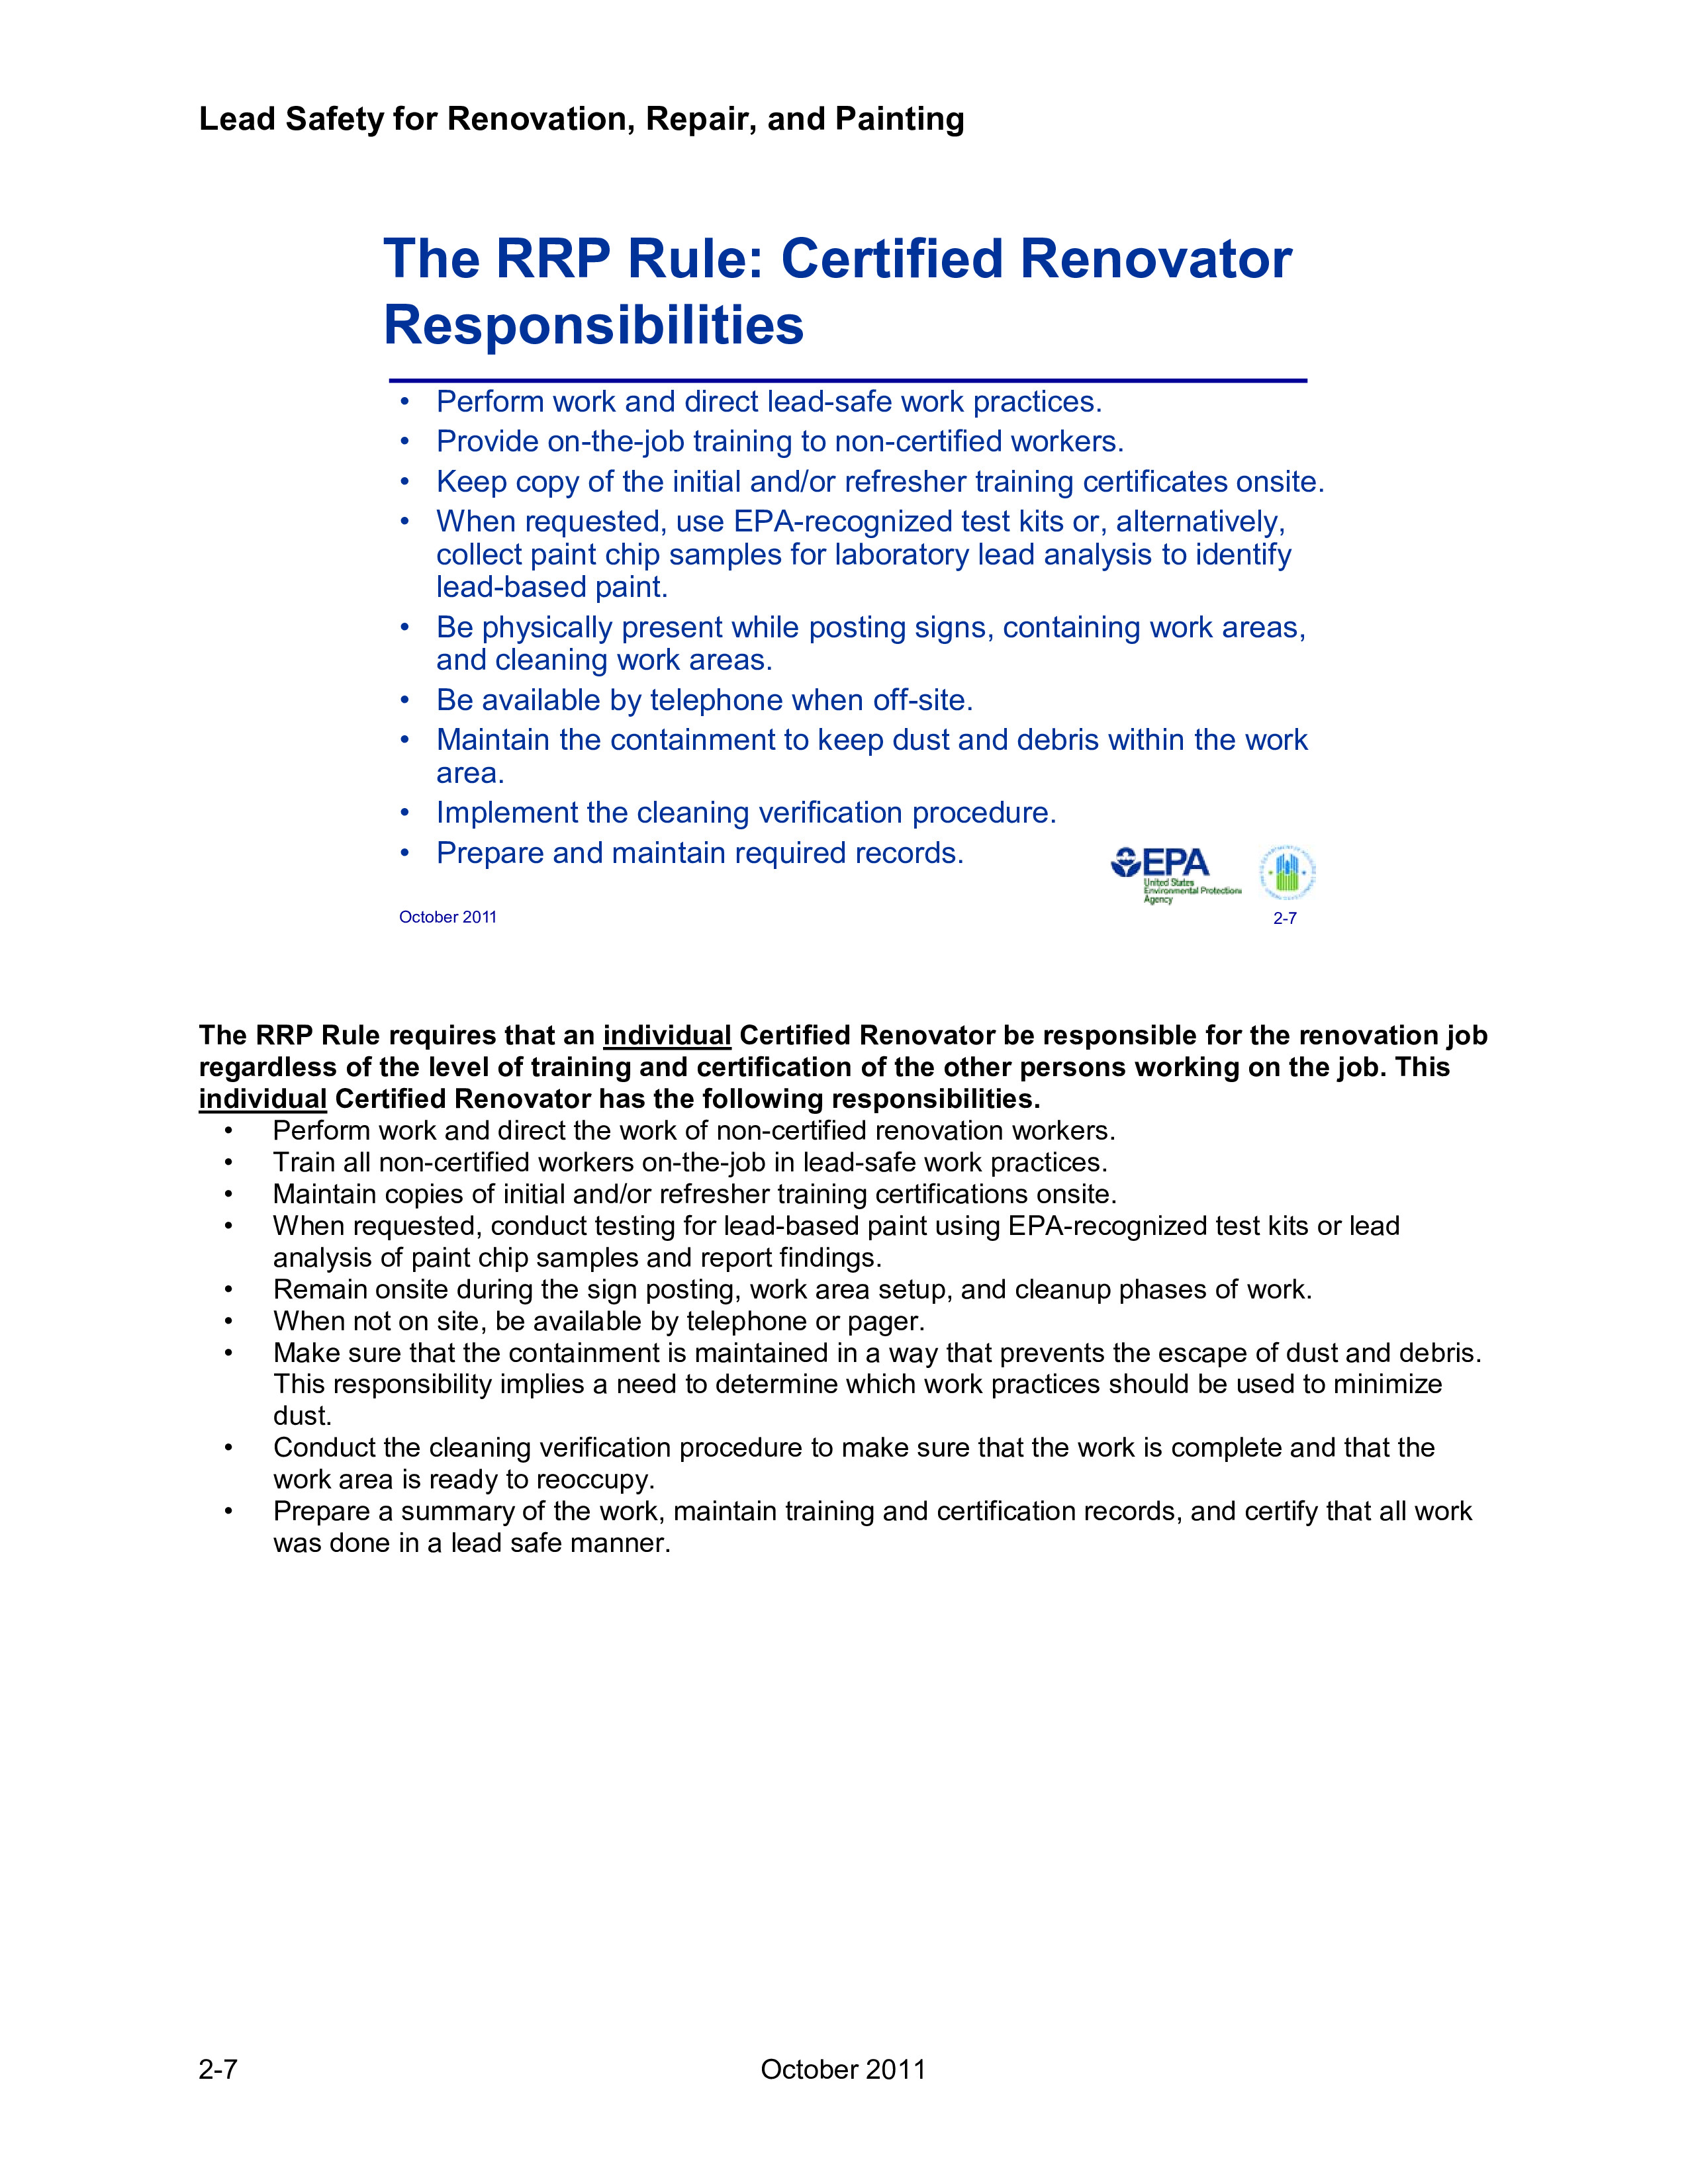 Lead Safety for Renovation, Repair, and Painting
The RRP Rule: Certified Renovator
Responsibilities
• Perform work and direct lead-safe work practices.
• Provide on-the-job training to non-certified workers.
• Keep copy of the initial and/or refresher training certificates onsite.
• When requested, use EPA-recognized test kits or, alternatively,
collect paint chip samples for laboratory lead analysis to identify
lead-based paint.
• Be physically present while posting signs, containing work areas,
and cleaning work areas.
• Be available by telephone when off-site.
• Maintain the containment to keep dust and debris within the work
area.
• Implement the cleaning verification procedure.
• Prepare and maintain required records.
EPA
United States
Environmental Protection
Agency
October 2011
2-7
The RRP Rule requires that an individual Certified Renovator be responsible for the renovation job
regardless of the level of training and certification of the other persons working on the job. This
individual Certified Renovator has the following responsibilities.
• Perform work and direct the work of non-certified renovation workers.
• Train all non-certified workers on-the-job in lead-safe work practices.
• Maintain copies of initial and/or refresher training certifications onsite.
• When requested, conduct testing for lead-based paint using EPA-recognized test kits or lead
analysis of paint chip samples and report findings.
• Remain onsite during the sign posting, work area setup, and cleanup phases of work.
• When not on site, be available by telephone or pager.
• Make sure that the containment is maintained in a way that prevents the escape of dust and debris.
This responsibility implies a need to determine which work practices should be used to minimize
dust.
• Conduct the cleaning verification procedure to make sure that the work is complete and that the
work area is ready to reoccupy.
• Prepare a summary of the work, maintain training and certification records, and certify that all work
was done in a lead safe manner.
2-7
October 2011